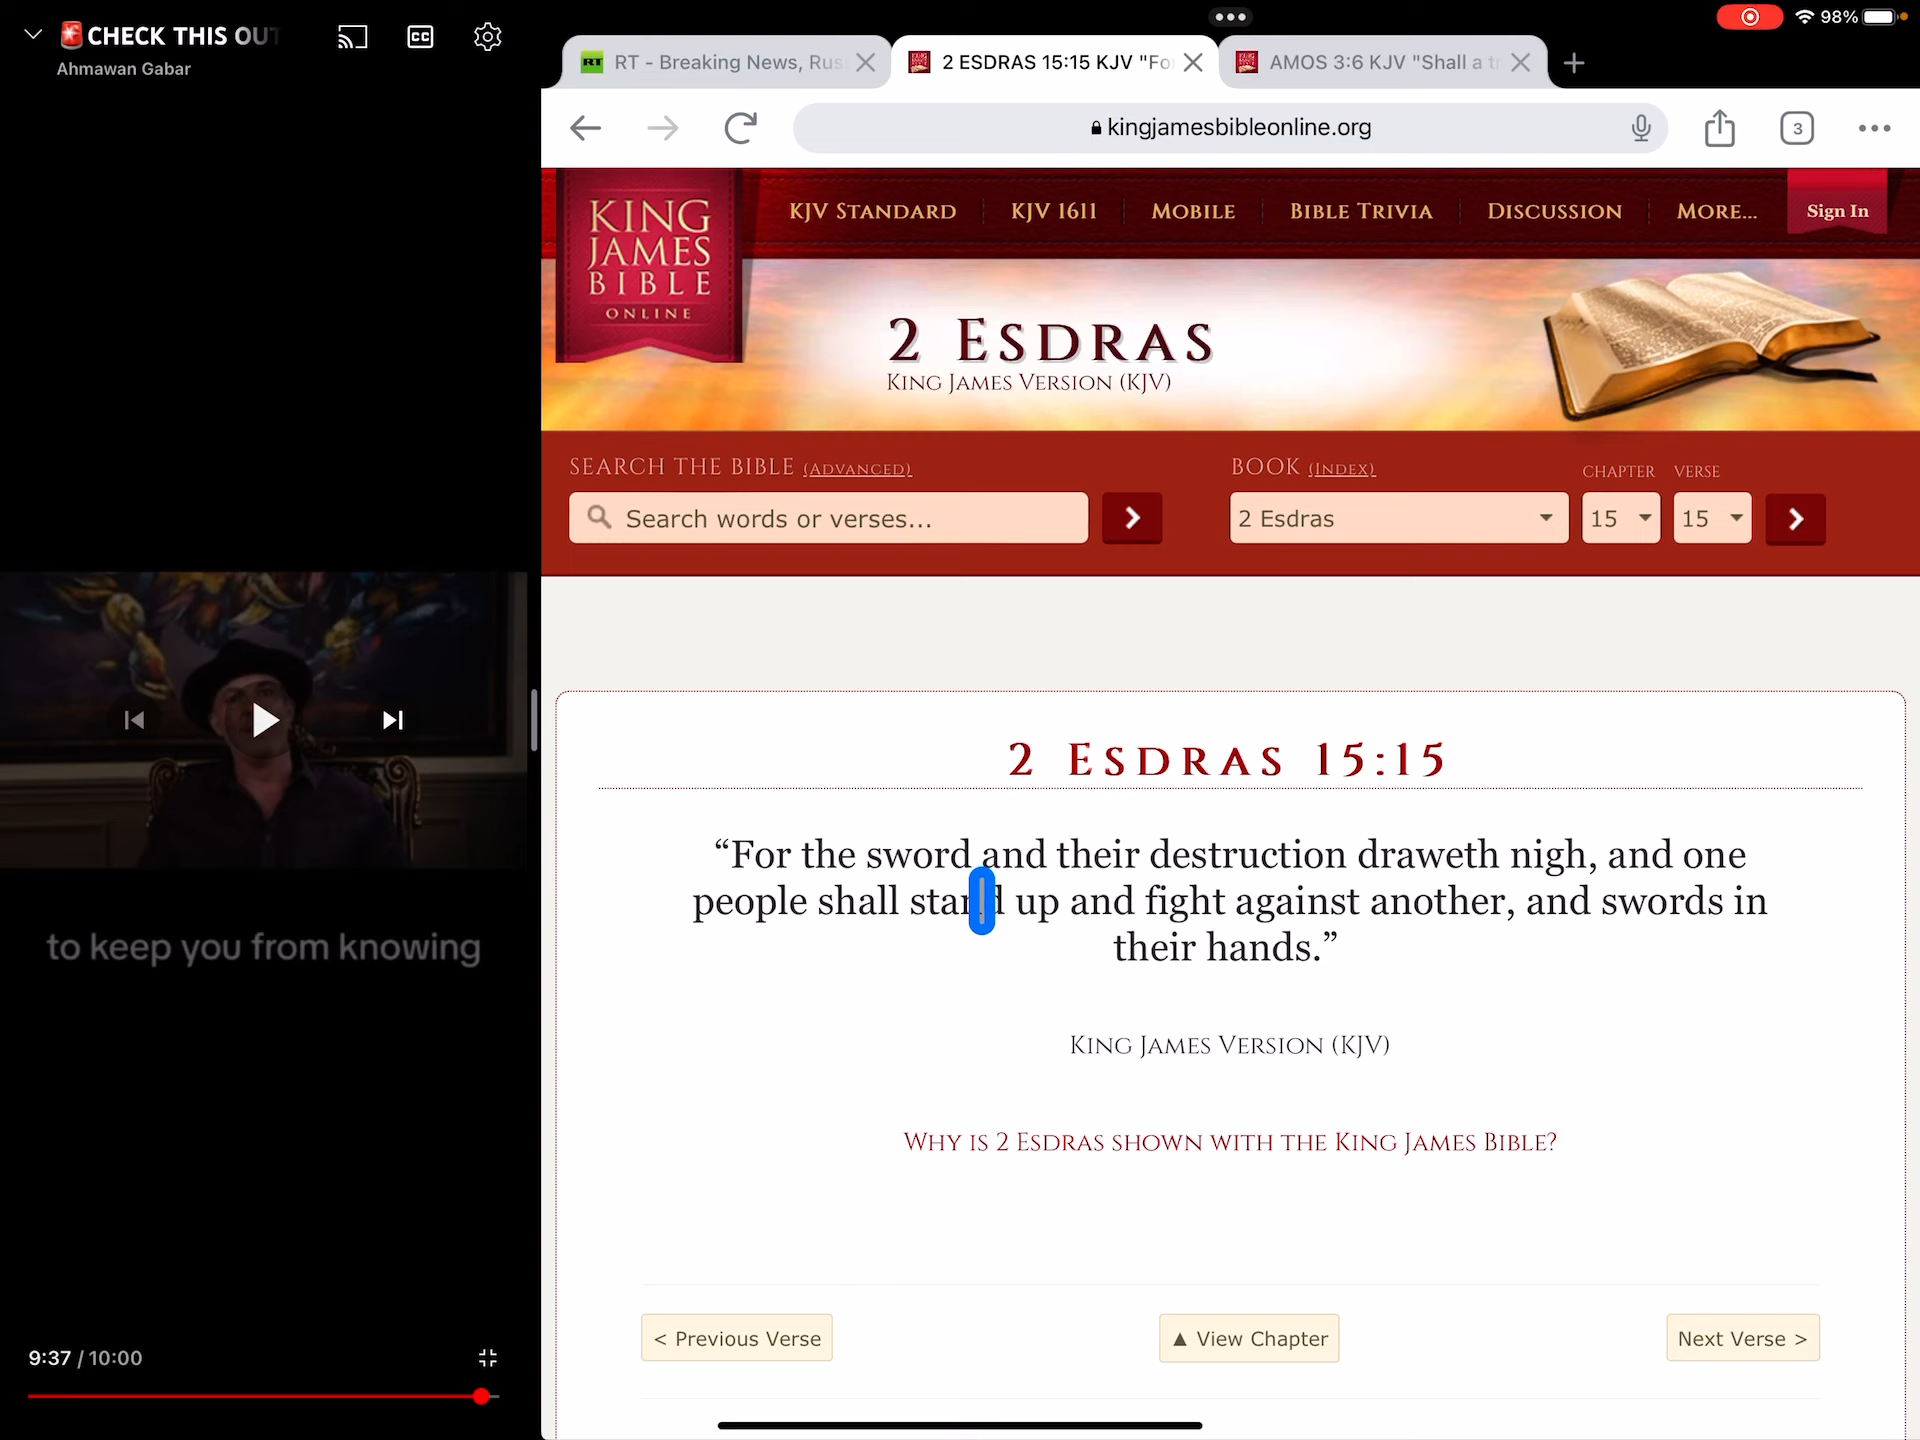 CHECK THIS OUT
Ahmawan Gabar
CC
to keep you from knowing
9:37 / 10:00
98%
RT
RT - Breaking News, Rus
2 ESDRAS 15:15 KJV "Fo
AMOS 3:6 KJV "Shall a t
kingjamesbibleonline.org
3
KING
JAMES
BIBLE
ONLINE
KJV Standard
KJV 1611
Mobile
Bible Trivia
Discussion
More...
Sign In
2 Esdras
King James Version (KJV)
SEARCH THE BIBLE (Advanced)
Search words or verses...
BOOK (Index)
2 Esdras
CHAPTER
15
VERSE
15
2 Esdras 15:15
“For the sword and their destruction draweth nigh, and one
people shall stand up and fight against another, and swords in
their hands.”
King James Version (KJV)
Why is 2 Esdras shown with the King James Bible?
< Previous Verse
▲ View Chapter
Next Verse >